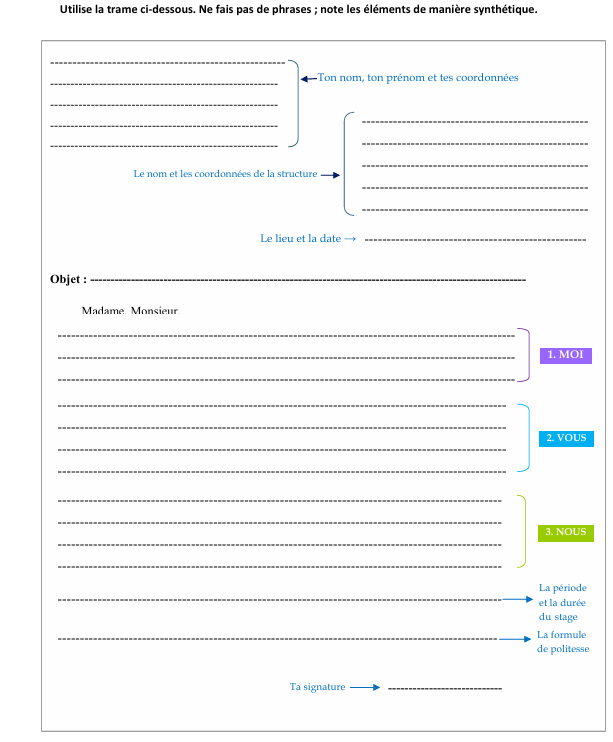 Utilise la trame ci-dessous. Ne fais pas de phrases ; note les éléments de manière synthétique.
Ton nom, ton prénom et tes coordonnées
Le nom et les coordonnées de la structure
Le lieu et la date →
Objet :
Madame, Monsieur
1. MOI
2. VOUS
3. NOUS
La période
et la durée
du stage
La formule
de politesse
Ta signature